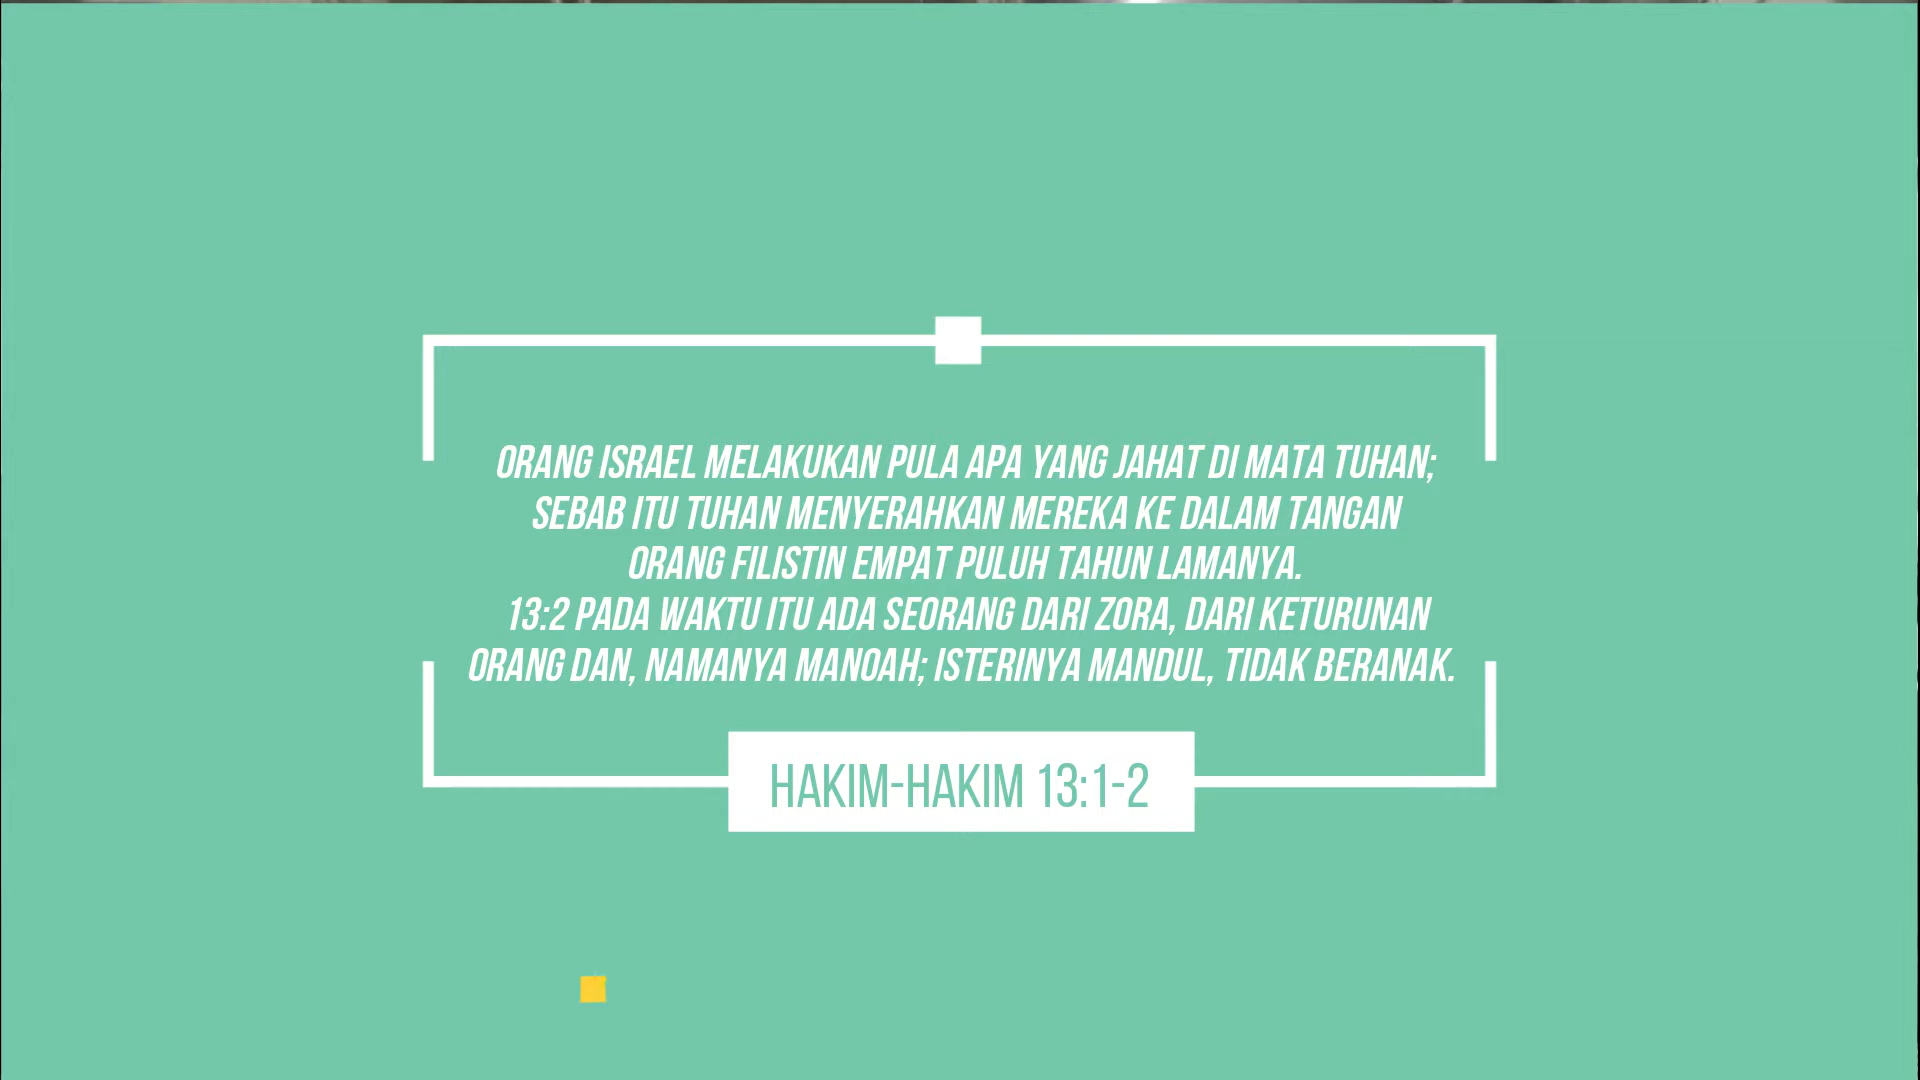 ORANG ISRAEL MELAKUKAN PULA APA YANG JAHAT DI MATA TUHAN;
SEBAB ITU TUHAN MENYERAHKAN MEREKA KE DALAM TANGAN
ORANG FILISTIN EMPAT PULUH TAHUN LAMANYA.
13:2 PADA WAKTU ITU ADA SEORANG DARI ZORA, DARI KETURUNAN
ORANG DAN, NAMANYA MANOAH; ISTERINYA MANDUL, TIDAK BERANAK.
HAKIM-HAKIM 13:1-2